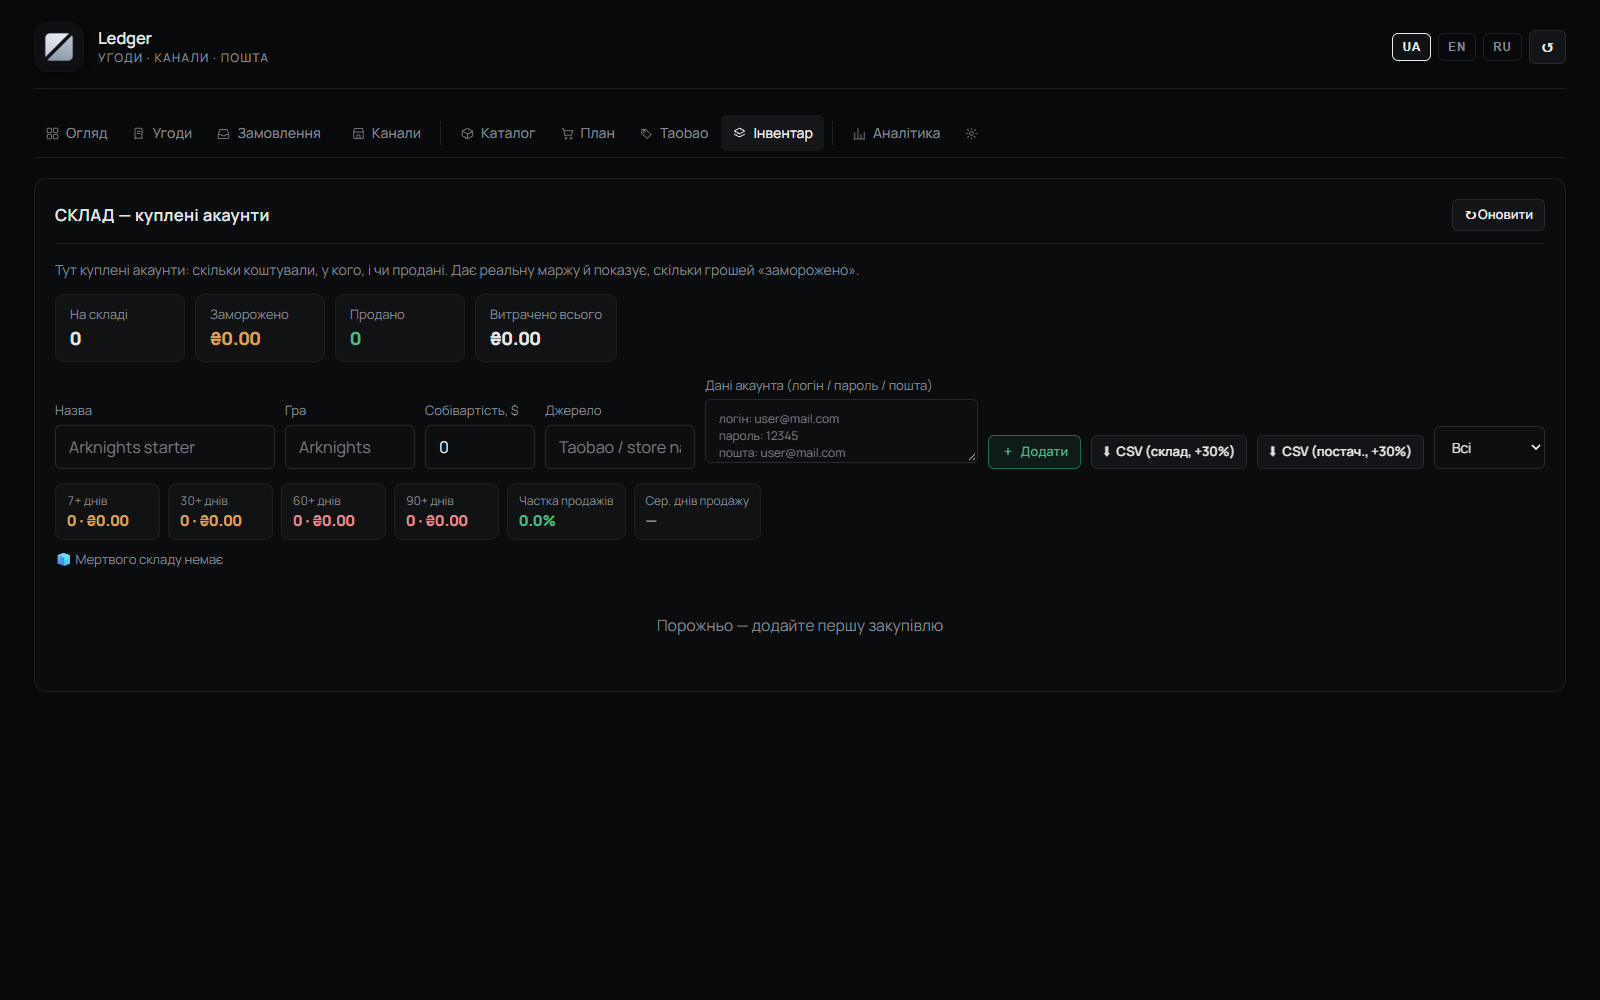 Ledger
УГОДИ · КАНАЛИ · ПОШТА
UA EN RU
Огляд Угоди Замовлення Канали Каталог План Taobao Інвентар Аналітика
СКЛАД — куплені акаунти
Оновити
Тут куплені акаунти: скільки коштували, у кого, і чи продані. Дає реальну маржу й показує, скільки грошей «заморожено».
На складі
0
Заморожено
₴0.00
Продано
0
Витрачено всього
₴0.00
Назва
Arknights starter
Гра
Arknights
Собівартість, $
0
Джерело
Taobao / store
Дані акаунта (логін / пароль / пошта)
логін: user@mail.com
пароль: 12345
пошта: user@mail.com
+ Додати
⬇ CSV (склад, +30%)
⬇ CSV (постач., +30%)
Всі
7+ днів
0 · ₴0.00
30+ днів
0 · ₴0.00
60+ днів
0 · ₴0.00
90+ днів
0 · ₴0.00
Частка продажів
0.0%
Сер. днів продажу
—
Мертвого складу немає
Порожньо — додайте першу закупівлю